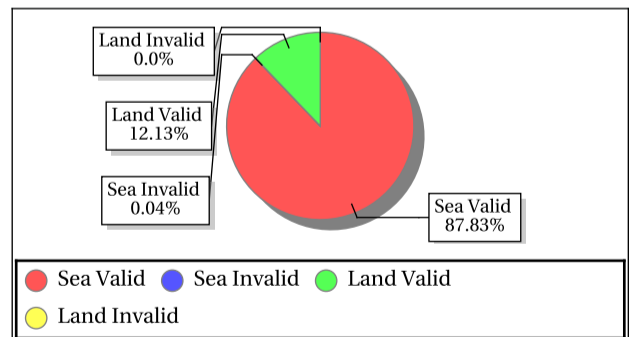 Land Invalid
0.0%
Land Valid
12.13%
Sea Invalid
0.04%
Sea Valid
87.83%
Sea Valid Sea Invalid Land Valid
Land Invalid